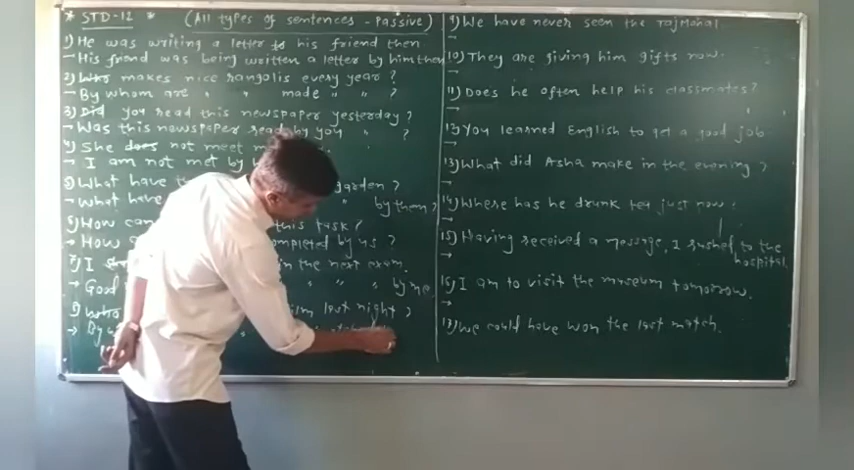 * STD-12 * (All types of sentences - Passive)
1) He was writing a letter to his friend then.
→ His friend was being written a letter by him then
2) Who makes nice rangolis every year?
→ By whom are " " made " " ?
3) Did you read this newspaper yesterday?
→ Was this newspaper read by you " ?
4) She does not meet
→ I am not met by
5) What have garden?
→ What have by them?
6) How can this task?
→ How completed by us?
7) I in the next exam.
→ Good " " " by me.
8) Who film last night?
→ By
9) We have never seen the Tajmahal.
→
10) They are giving him gifts now.
→
11) Does he often help his classmates?
→
12) You learned English to get a good job.
→
13) What did Asha make in the evening?
→
14) Where has he drunk tea just now?
→
15) Having received a message, I rushed to the hospital.
→
16) I am to visit the museum tomorrow.
→
17) We could have won the last match.